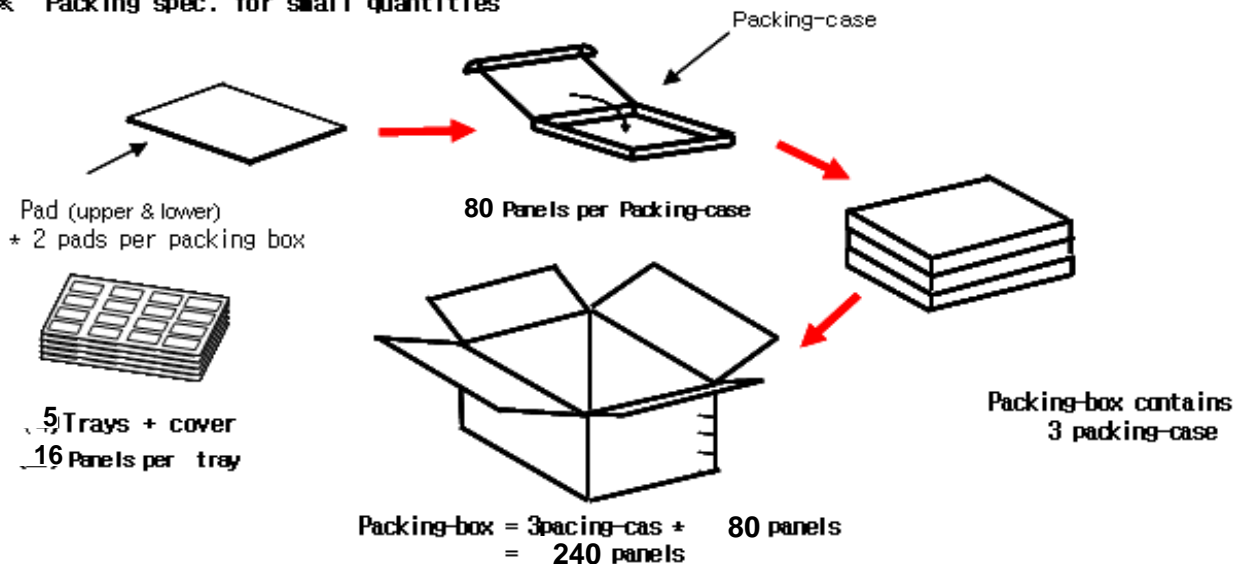 ※ Packing spec. for small quantities
Packing-case
Pad (upper & lower)
* 2 pads per packing box
80 Panels per Packing-case
5 Trays + cover
16 Panels per tray
Packing-box contains
3 packing-case
Packing-box = 3pacing-cas * 80 panels
= 240 panels